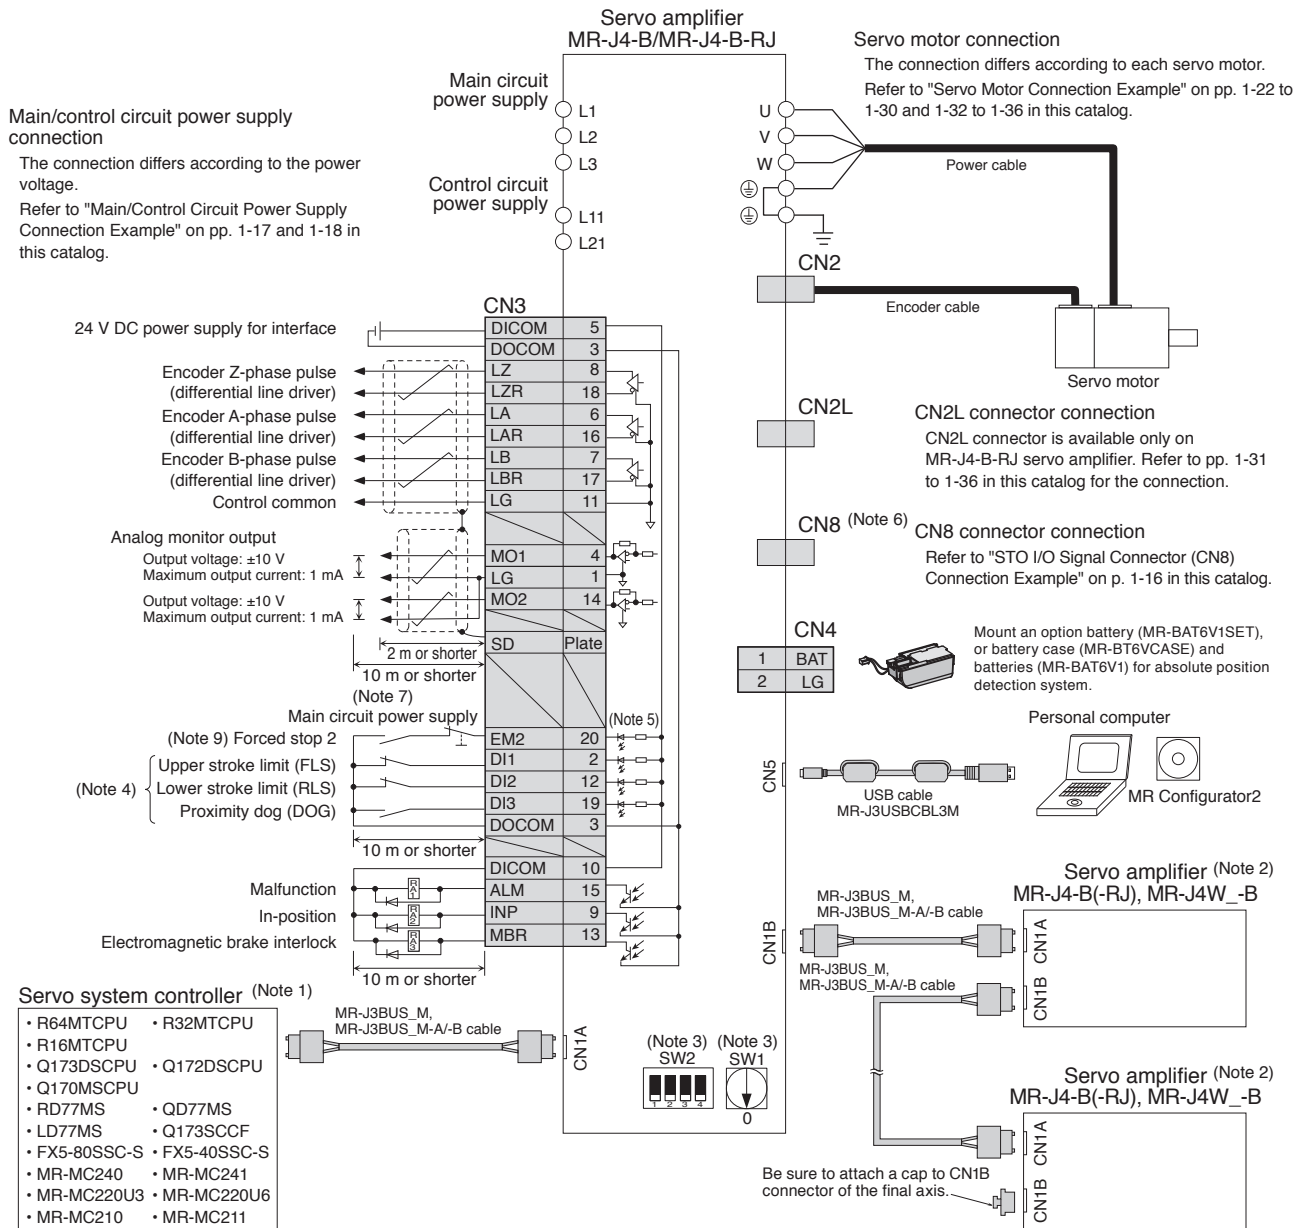 Servo amplifier
MR-J4-B/MR-J4-B-RJ
Main/control circuit power supply
connection
The connection differs according to the power
voltage.
Refer to "Main/Control Circuit Power Supply
Connection Example" on pp. 1-17 and 1-18 in
this catalog.
Main circuit
power supply
L1
L2
L3
Control circuit
power supply
L11
L21
U
V
W
Servo motor connection
The connection differs according to each servo motor.
Refer to "Servo Motor Connection Example" on pp. 1-22 to
1-30 and 1-32 to 1-36 in this catalog.
Power cable
CN2
Encoder cable
Servo motor
CN2L
CN2L connector connection
CN2L connector is available only on
MR-J4-B-RJ servo amplifier. Refer to pp. 1-31
to 1-36 in this catalog for the connection.
CN8 (Note 6)
CN8 connector connection
Refer to "STO I/O Signal Connector (CN8)
Connection Example" on p. 1-16 in this catalog.
CN4
1 BAT
2 LG
Mount an option battery (MR-BAT6V1SET),
or battery case (MR-BT6VCASE) and
batteries (MR-BAT6V1) for absolute position
detection system.
CN3
24 V DC power supply for interface
DICOM 5
DOCOM 3
Encoder Z-phase pulse
(differential line driver)
LZ 8
LZR 18
Encoder A-phase pulse
(differential line driver)
LA 6
LAR 16
Encoder B-phase pulse
(differential line driver)
LB 7
LBR 17
Control common
LG 11
Analog monitor output
Output voltage: ±10 V
Maximum output current: 1 mA
MO1 4
LG 1
Output voltage: ±10 V
Maximum output current: 1 mA
MO2 14
2 m or shorter
SD Plate
10 m or shorter
(Note 7)
Main circuit power supply
(Note 5)
(Note 9) Forced stop 2
EM2 20
(Note 4)
Upper stroke limit (FLS)
DI1 2
Lower stroke limit (RLS)
DI2 12
Proximity dog (DOG)
DI3 19
DOCOM 3
10 m or shorter
DICOM 10
Malfunction
RA1
ALM 15
In-position
RA2
INP 9
Electromagnetic brake interlock
RA3
MBR 13
10 m or shorter
CN5
USB cable
MR-J3USBCBL3M
Personal computer
MR Configurator2
CN1B
MR-J3BUS_M,
MR-J3BUS_M-A/-B cable
Servo amplifier (Note 2)
MR-J4-B(-RJ), MR-J4W_-B
CN1A
CN1B
MR-J3BUS_M,
MR-J3BUS_M-A/-B cable
Servo amplifier (Note 2)
MR-J4-B(-RJ), MR-J4W_-B
CN1A
CN1B
Be sure to attach a cap to CN1B
connector of the final axis.
(Note 3)
SW2
1 2 3 4
(Note 3)
SW1
0
CN1A
MR-J3BUS_M,
MR-J3BUS_M-A/-B cable
Servo system controller (Note 1)
• R64MTCPU • R32MTCPU
• R16MTCPU
• Q173DSCPU • Q172DSCPU
• Q170MSCPU
• RD77MS • QD77MS
• LD77MS • Q173SCCF
• FX5-80SSC-S • FX5-40SSC-S
• MR-MC240 • MR-MC241
• MR-MC220U3 • MR-MC220U6
• MR-MC210 • MR-MC211